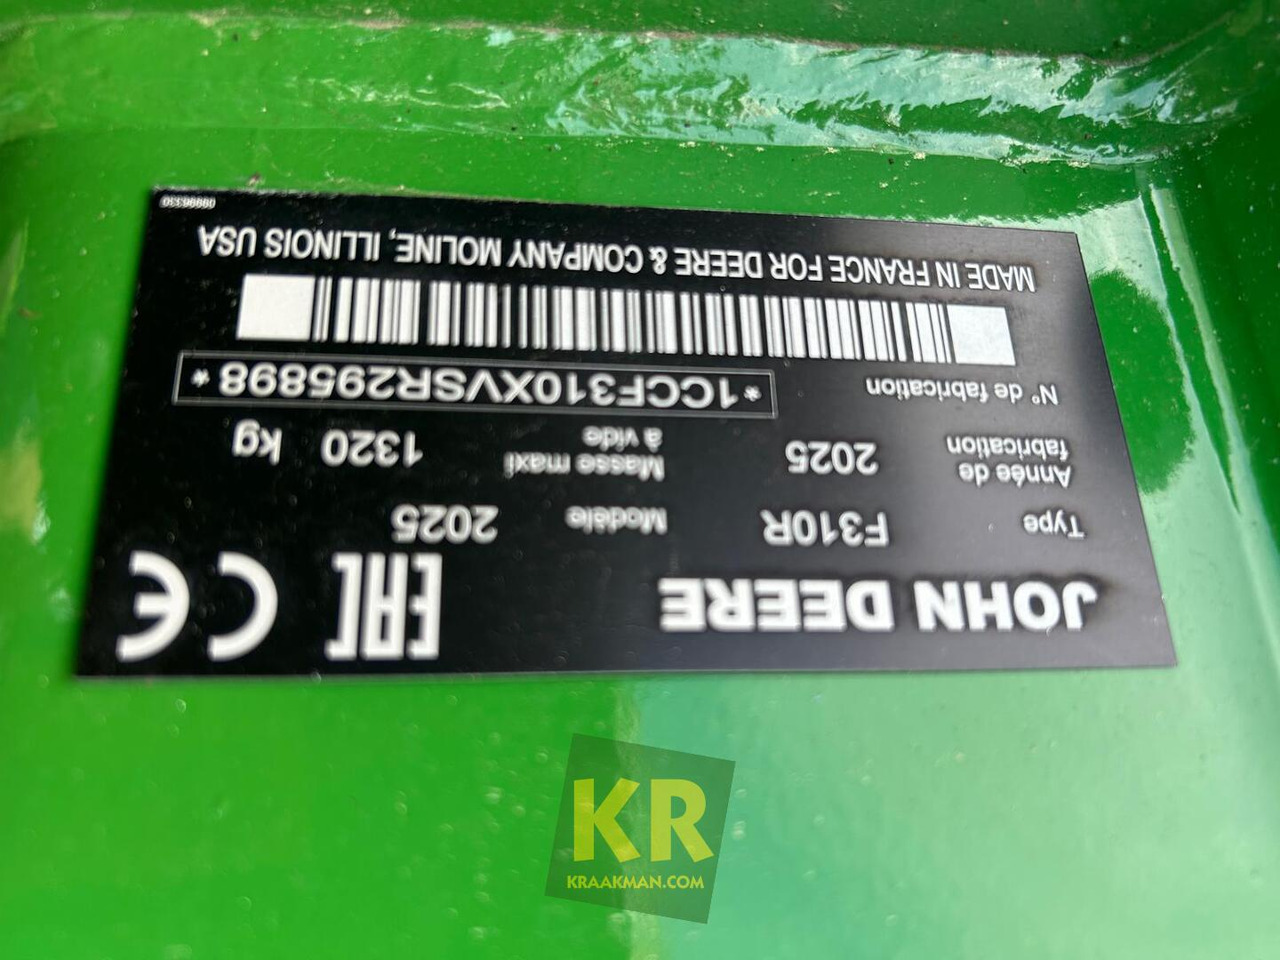 JOHN DEERE EAC CE
Type F310R Modèle 2025
Année de fabrication 2025 Masse maxi à vide 1320 kg
N° de fabrication *1CCF310XVSR295898*
MADE IN FRANCE FOR DEERE & COMPANY MOLINE, ILLINOIS USA
KR
KRAAKMAN.COM